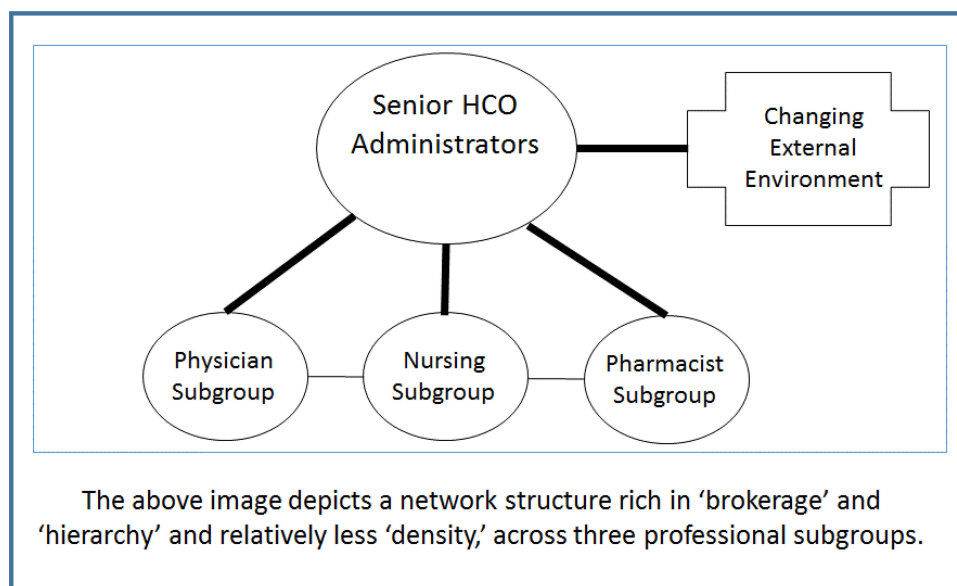 Senior HCO
Administrators
Changing
External
Environment
Physician
Subgroup
Nursing
Subgroup
Pharmacist
Subgroup
The above image depicts a network structure rich in ‘brokerage’ and
‘hierarchy’ and relatively less ‘density,’ across three professional subgroups.